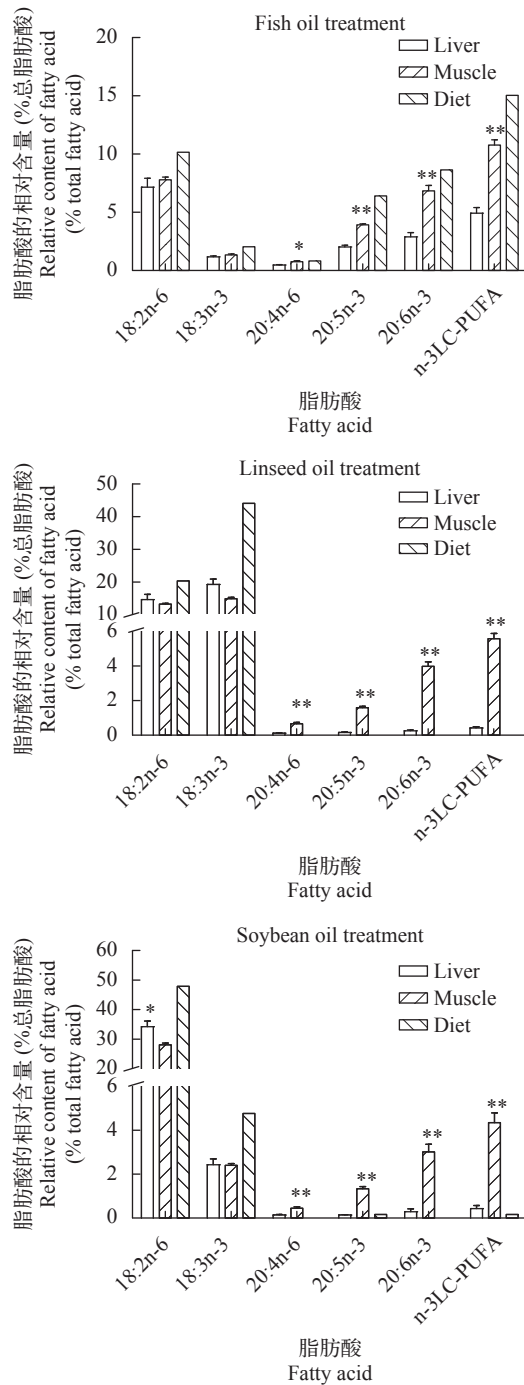 Fish oil treatment
Liver
Muscle
Diet
脂肪酸的相对含量 (%总脂肪酸)
Relative content of fatty acid
(% total fatty acid)
20
15
10
5
0
*
**
**
**
18:2n-6
18:3n-3
20:4n-6
20:5n-3
20:6n-3
n-3LC-PUFA
脂肪酸
Fatty acid
Linseed oil treatment
Liver
Muscle
Diet
脂肪酸的相对含量 (%总脂肪酸)
Relative content of fatty acid
(% total fatty acid)
50
40
30
20
10
6
4
2
0
**
**
**
**
18:2n-6
18:3n-3
20:4n-6
20:5n-3
20:6n-3
n-3LC-PUFA
脂肪酸
Fatty acid
Soybean oil treatment
Liver
Muscle
Diet
脂肪酸的相对含量 (%总脂肪酸)
Relative content of fatty acid
(% total fatty acid)
60
50
40
30
20
6
4
2
0
*
**
**
**
**
18:2n-6
18:3n-3
20:4n-6
20:5n-3
20:6n-3
n-3LC-PUFA
脂肪酸
Fatty acid